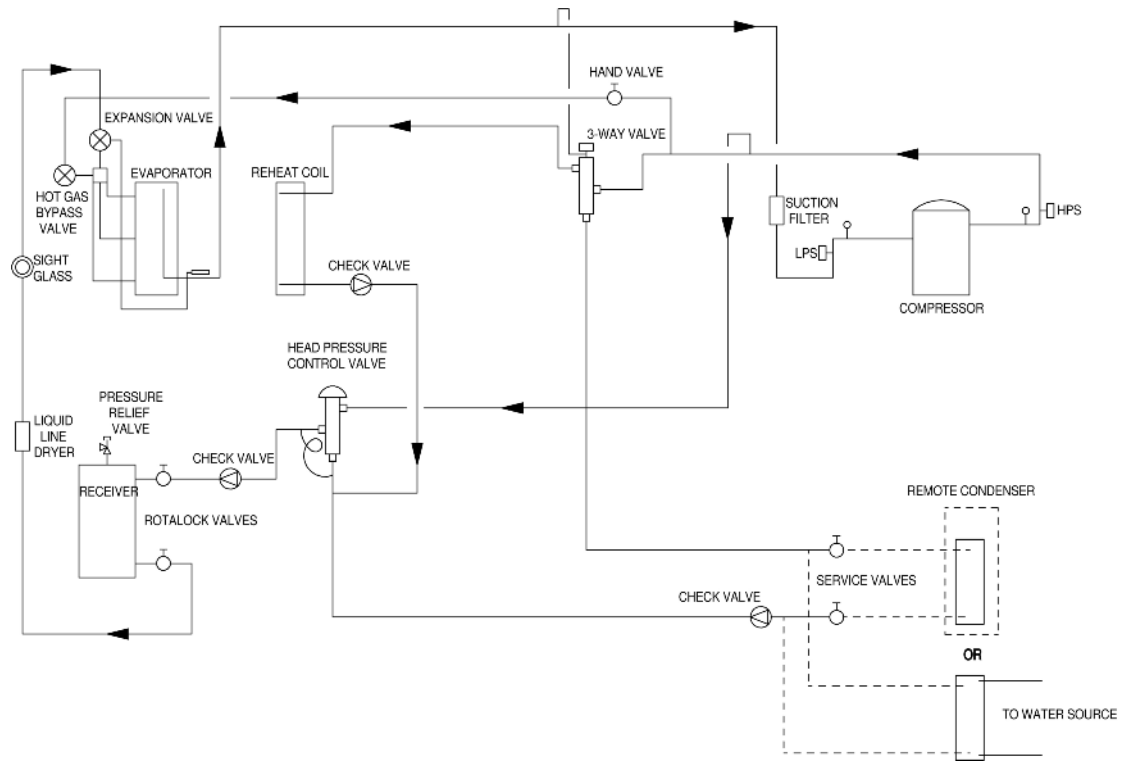 HAND VALVE
EXPANSION VALVE
3-WAY VALVE
EVAPORATOR
REHEAT COIL
HOT GAS
BYPASS
VALVE
SUCTION
FILTER
HPS
LPS
SIGHT
GLASS
CHECK VALVE
COMPRESSOR
HEAD PRESSURE
CONTROL VALVE
PRESSURE
RELIEF
VALVE
LIQUID
LINE
DRYER
CHECK VALVE
RECEIVER
REMOTE CONDENSER
ROTALOCK VALVES
SERVICE VALVES
CHECK VALVE
OR
TO WATER SOURCE